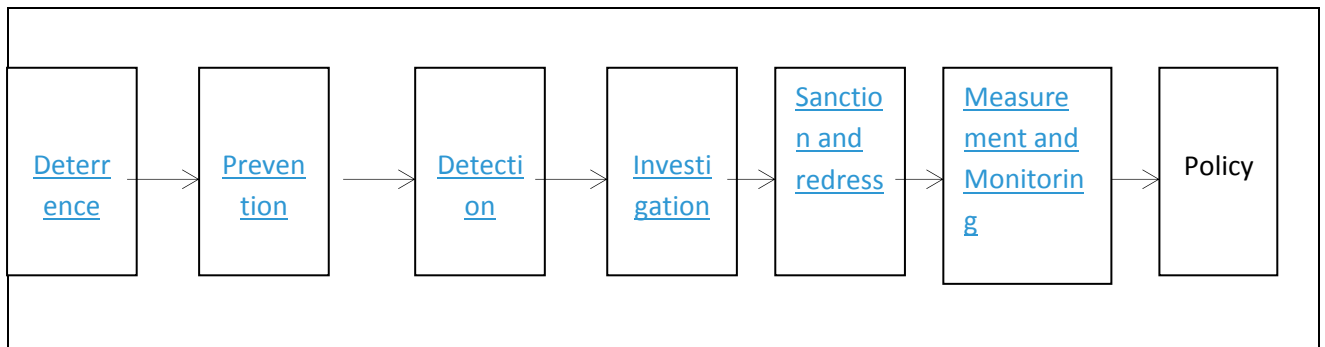 Deterr
ence
Preven
tion
Detecti
on
Investi
gation
Sanctio
n and
redress
Measure
ment and
Monitorin
g
Policy